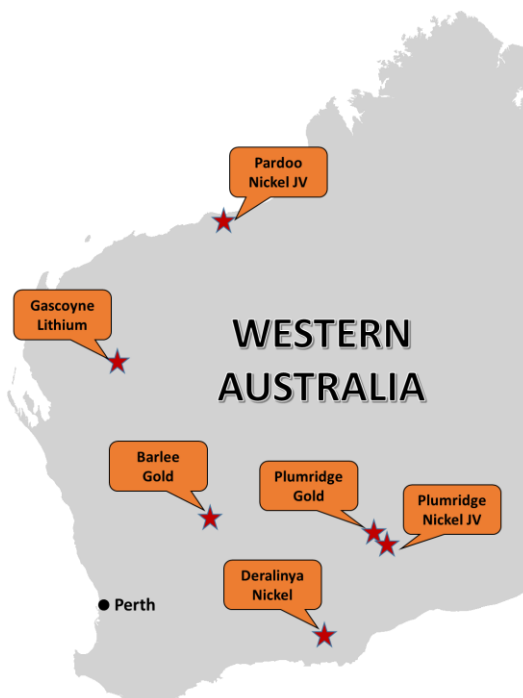 Pardoo
Nickel JV
Gascoyne
Lithium
WESTERN
AUSTRALIA
Barlee
Gold
Plumridge
Gold
Plumridge
Nickel JV
Deralinya
Nickel
Perth